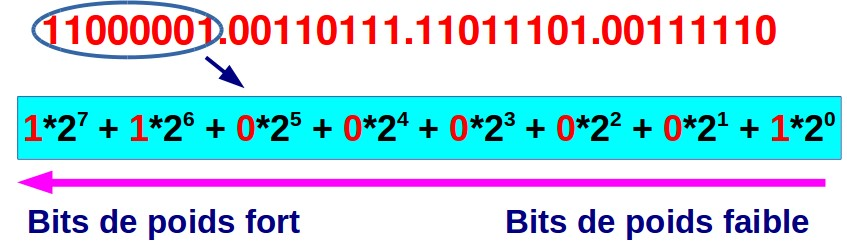 11000001.00110111.11011101.00111110
1*2⁷ + 1*2⁶ + 0*2⁵ + 0*2⁴ + 0*2³ + 0*2² + 0*2¹ + 1*2⁰
Bits de poids fort Bits de poids faible